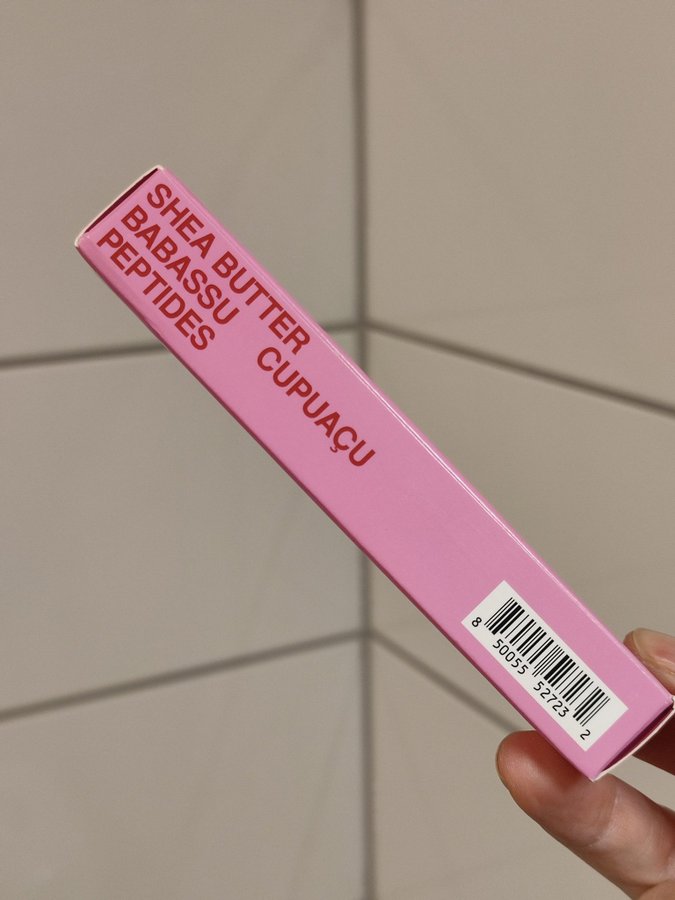 SHEA BUTTER
BABASSU CUPUAÇU
PEPTIDES
8 50055 52723 2